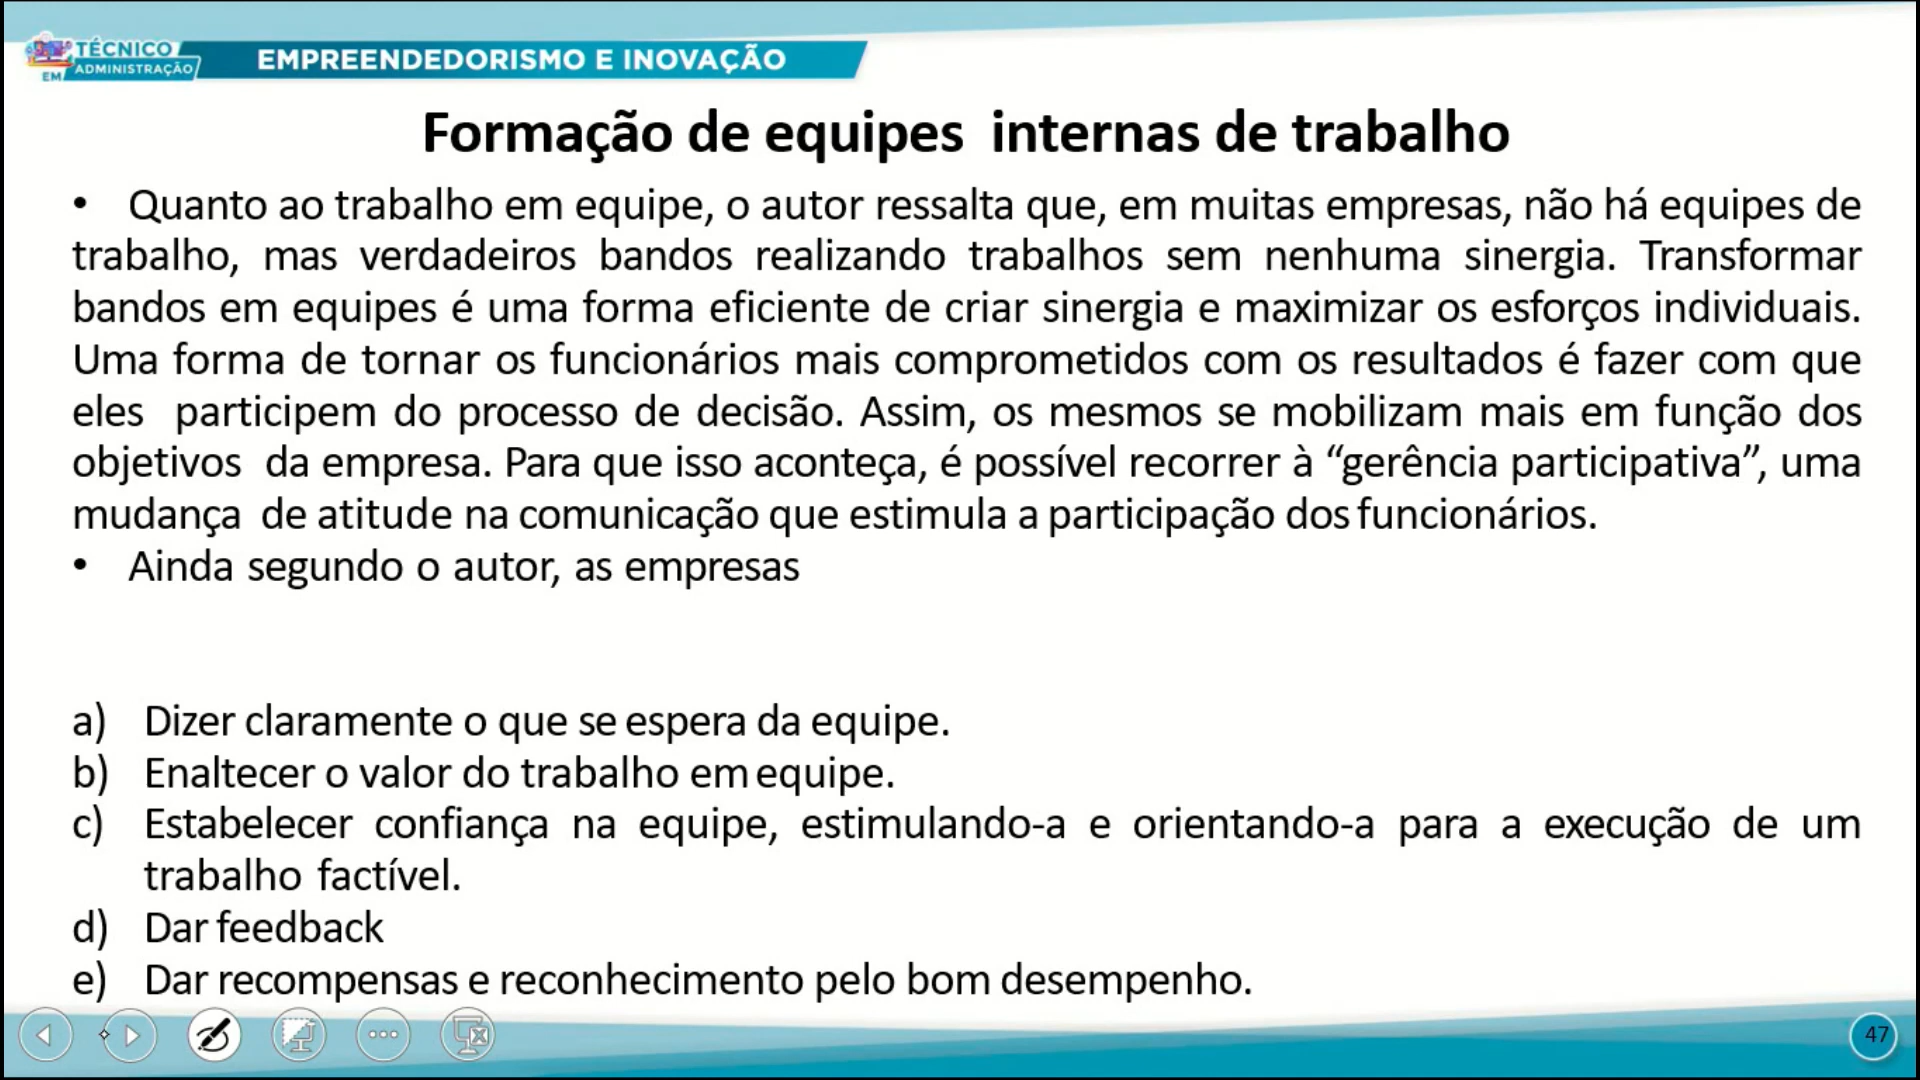 TÉCNICO
EM ADMINISTRAÇÃO
EMPREENDEDORISMO E INOVAÇÃO
Formação de equipes internas de trabalho
• Quanto ao trabalho em equipe, o autor ressalta que, em muitas empresas, não há equipes de
trabalho, mas verdadeiros bandos realizando trabalhos sem nenhuma sinergia. Transformar
bandos em equipes é uma forma eficiente de criar sinergia e maximizar os esforços individuais.
Uma forma de tornar os funcionários mais comprometidos com os resultados é fazer com que
eles participem do processo de decisão. Assim, os mesmos se mobilizam mais em função dos
objetivos da empresa. Para que isso aconteça, é possível recorrer à “gerência participativa”, uma
mudança de atitude na comunicação que estimula a participação dos funcionários.
• Ainda segundo o autor, as empresas
a) Dizer claramente o que se espera da equipe.
b) Enaltecer o valor do trabalho em equipe.
c) Estabelecer confiança na equipe, estimulando-a e orientando-a para a execução de um
trabalho factível.
d) Dar feedback
e) Dar recompensas e reconhecimento pelo bom desempenho.
47